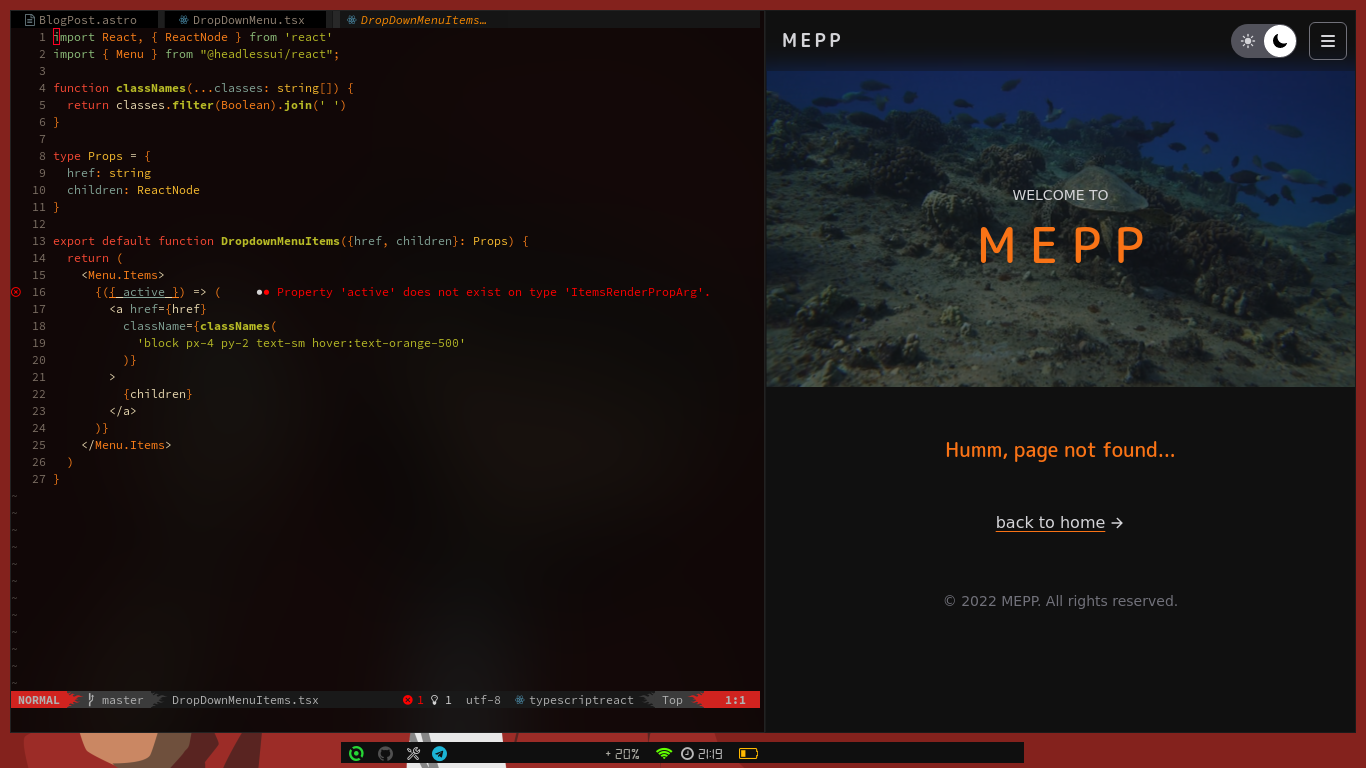 BlogPost.astro DropDownMenu.tsx DropDownMenuItems…
1 import React, { ReactNode } from 'react'
2 import { Menu } from "@headlessui/react";
3
4 function classNames(...classes: string[]) {
5 return classes.filter(Boolean).join(' ')
6 }
7
8 type Props = {
9 href: string
10 children: ReactNode
11 }
12
13 export default function DropdownMenuItems({href, children}: Props) {
14 return (
15 <Menu.Items>
16 {({ active }) => ( Property 'active' does not exist on type 'ItemsRenderPropArg'.
17 <a href={href}
18 className={classNames(
19 'block px-4 py-2 text-sm hover:text-orange-500'
20 )}
21 >
22 {children}
23 </a>
24 )}
25 </Menu.Items>
26 )
27 }
~
~
~
~
~
~
~
~
~
~
~
~
NORMAL master DropDownMenuItems.tsx 1 1 utf-8 typescriptreact Top 1:1
MEPP
WELCOME TO
MEPP
Humm, page not found...
back to home →
© 2022 MEPP. All rights reserved.
+ 20% 21:19